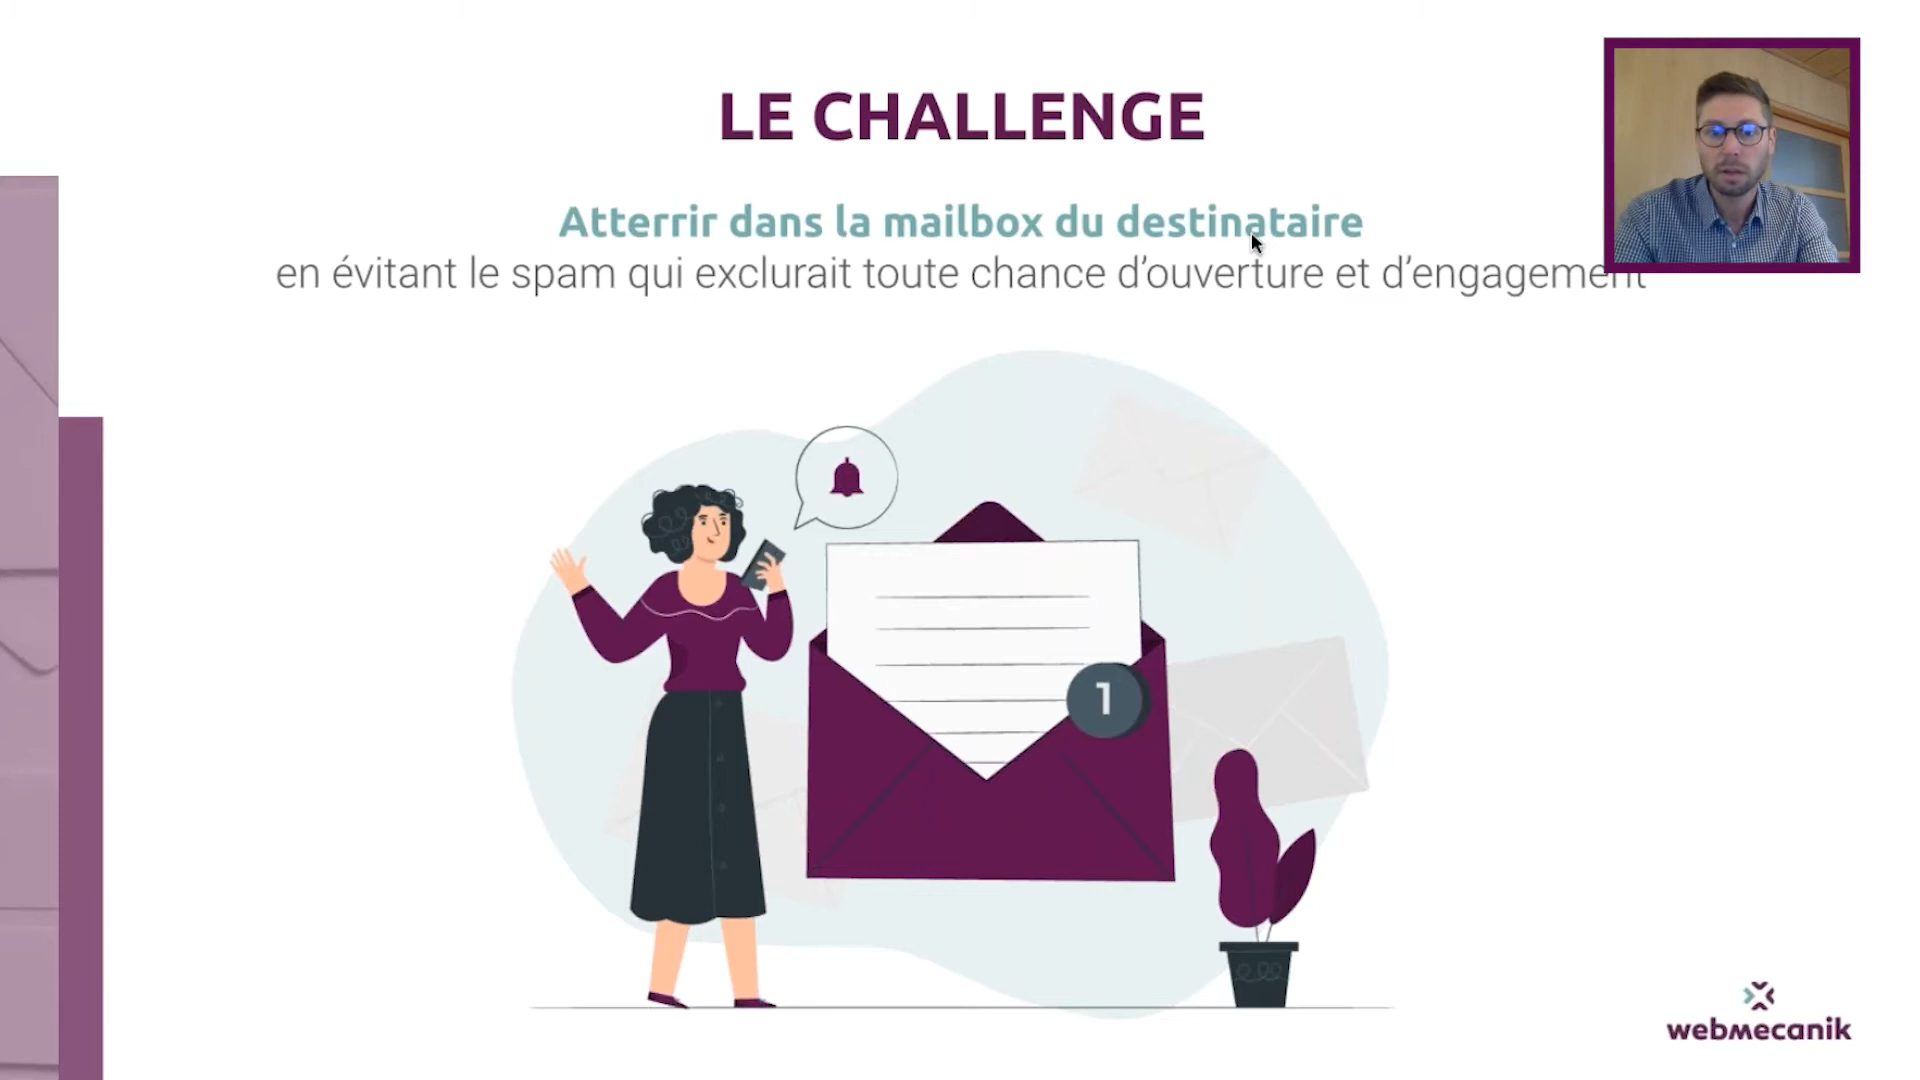 LE CHALLENGE
Atterrir dans la mailbox du destinataire
en évitant le spam qui exclurait toute chance d’ouverture et d’engagement
1
webmecanik